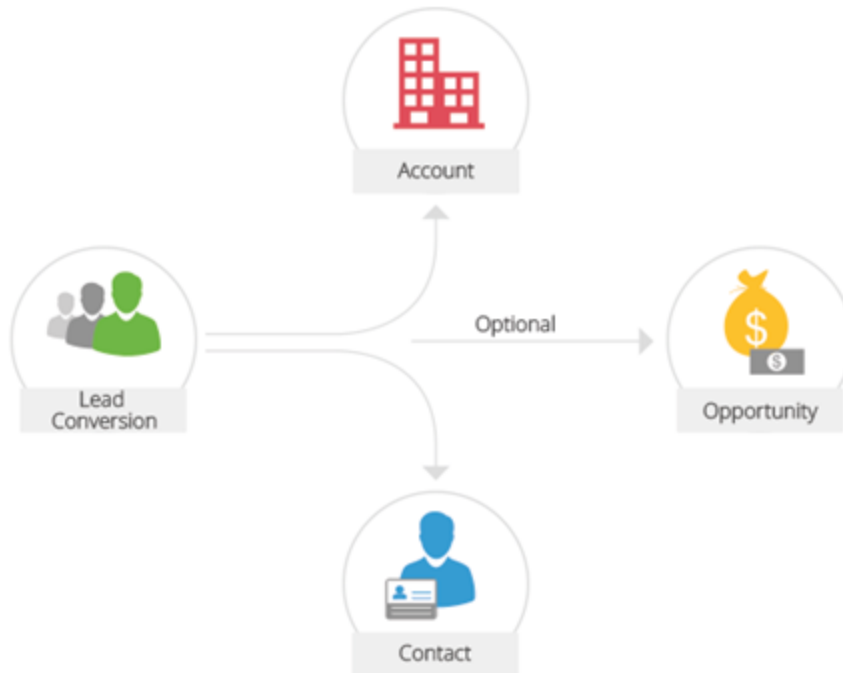 Account
Optional
Lead
Conversion
$
$
Opportunity
Contact